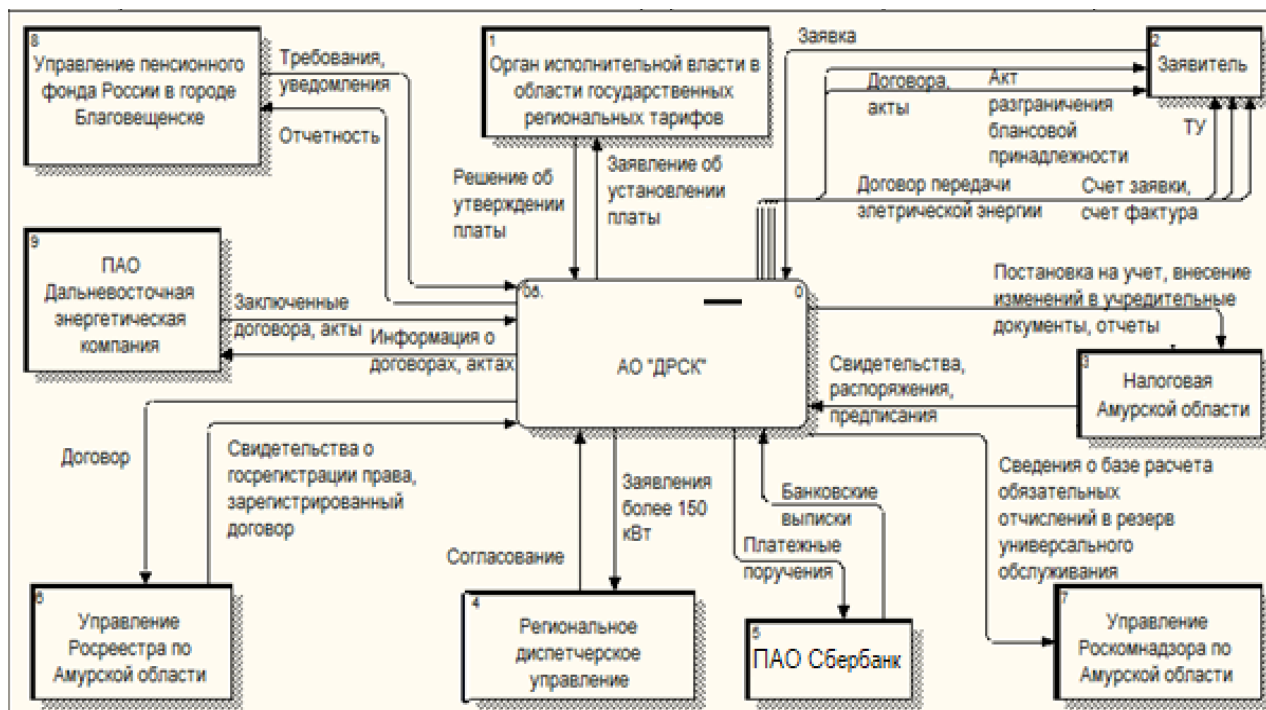 8
Управление пенсионного
фонда России в городе
Благовещенске
Требования,
уведомления
Отчетность
1
Орган исполнительной власти в
области государственных
региональных тарифов
Решение об
утверждении
платы
Заявление об
установлении
платы
Заявка
2
Заявитель
Договора,
акты
Акт
разграничения
блансовой
принадлежности
ТУ
Договор передачи
элетрической энергии
Счет заявки,
счет фактура
9
ПАО
Дальневосточная
энергетическая
компания
Заключенные
договора, акты
Информация о
договорах, актах
0
АО "ДРСК"
Постановка на учет, внесение
изменений в учредительные
документы, отчеты
Свидетельства,
распоряжения,
предписания
3
Налоговая
Амурской области
Договор
Свидетельства о
госрегистрации права,
зарегистрированный
договор
Согласование
Заявления
более 150
кВт
Банковские
выписки
Платежные
поручения
Сведения о базе расчета
обязательных
отчислений в резерв
универсального
обслуживания
6
Управление
Росреестра по
Амурской области
4
Региональное
диспетчерское
управление
5
ПАО Сбербанк
7
Управление
Роскомнадзора по
Амурской области